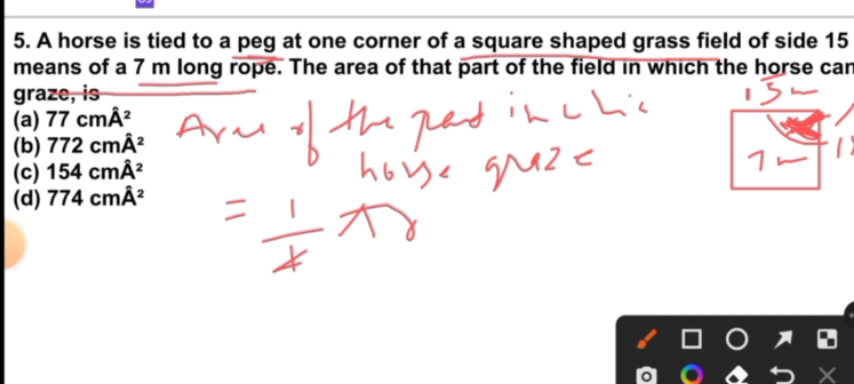 5. A horse is tied to a peg at one corner of a square shaped grass field of side 15
means of a 7 m long rope. The area of that part of the field in which the horse can
graze, is
(a) 77 cmÂ²
(b) 772 cmÂ²
(c) 154 cmÂ²
(d) 774 cmÂ²
Area of the part in whic
horse graze
= 1/4 πr
15m
7m